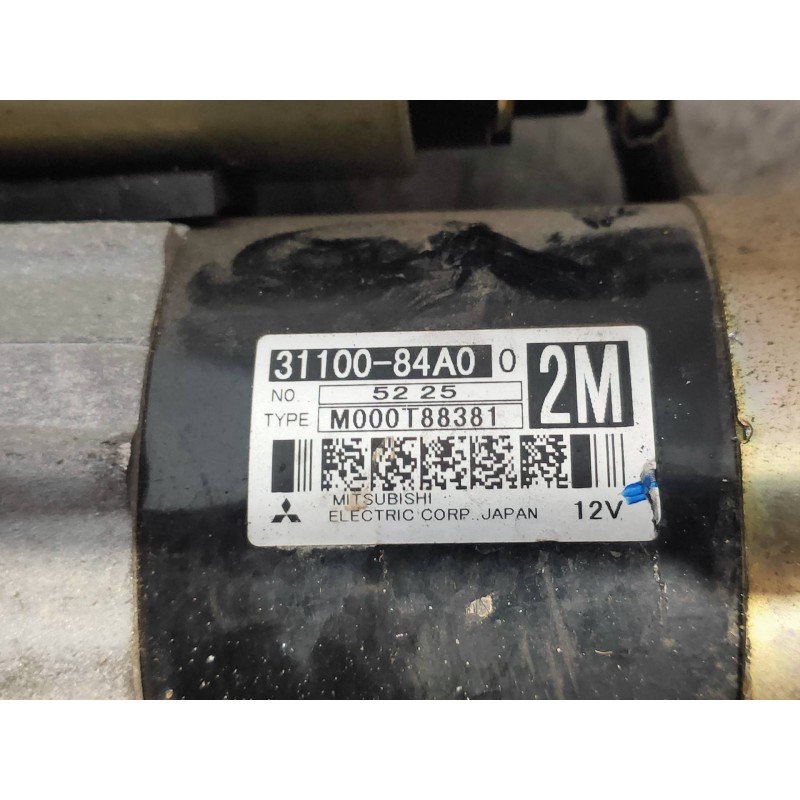 31100-84A0 0
2M
NO. 52 25
TYPE M000T88381
MITSUBISHI
ELECTRIC CORP. JAPAN 12V